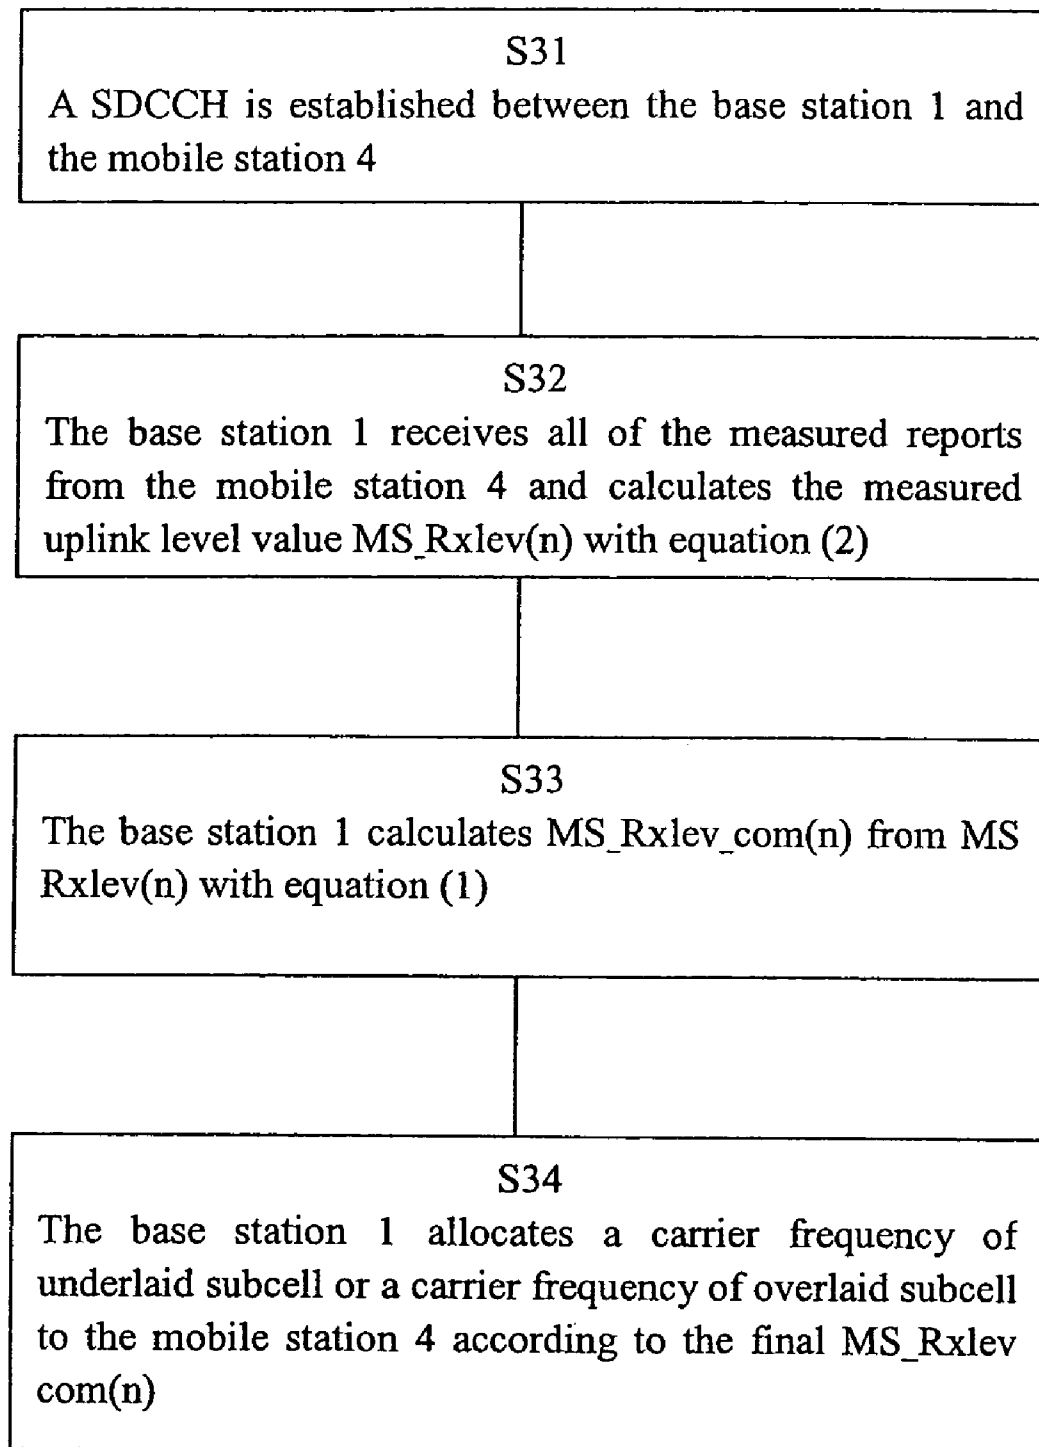 S31
A SDCCH is established between the base station 1 and
the mobile station 4
S32
The base station 1 receives all of the measured reports
from the mobile station 4 and calculates the measured
uplink level value MS_Rxlev(n) with equation (2)
S33
The base station 1 calculates MS_Rxlev_com(n) from MS
Rxlev(n) with equation (1)
S34
The base station 1 allocates a carrier frequency of
underlaid subcell or a carrier frequency of overlaid subcell
to the mobile station 4 according to the final MS_Rxlev
com(n)